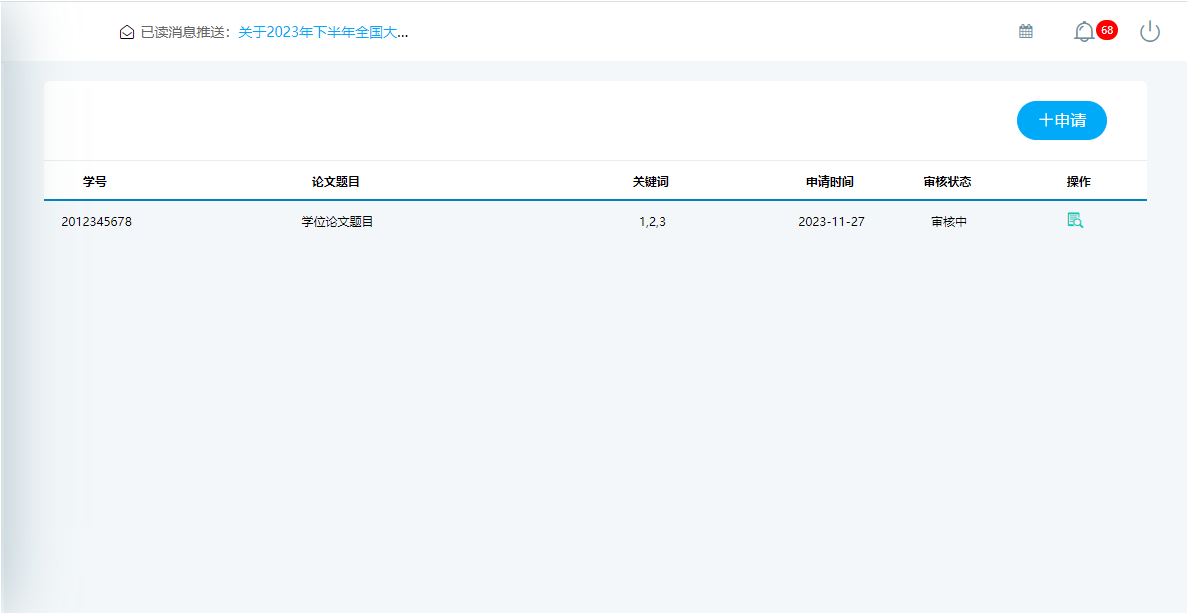 已读消息推送：关于2023年下半年全国大...
68
十申请
学号 论文题目 关键词 申请时间 审核状态 操作
2012345678 学位论文题目 1,2,3 2023-11-27 审核中